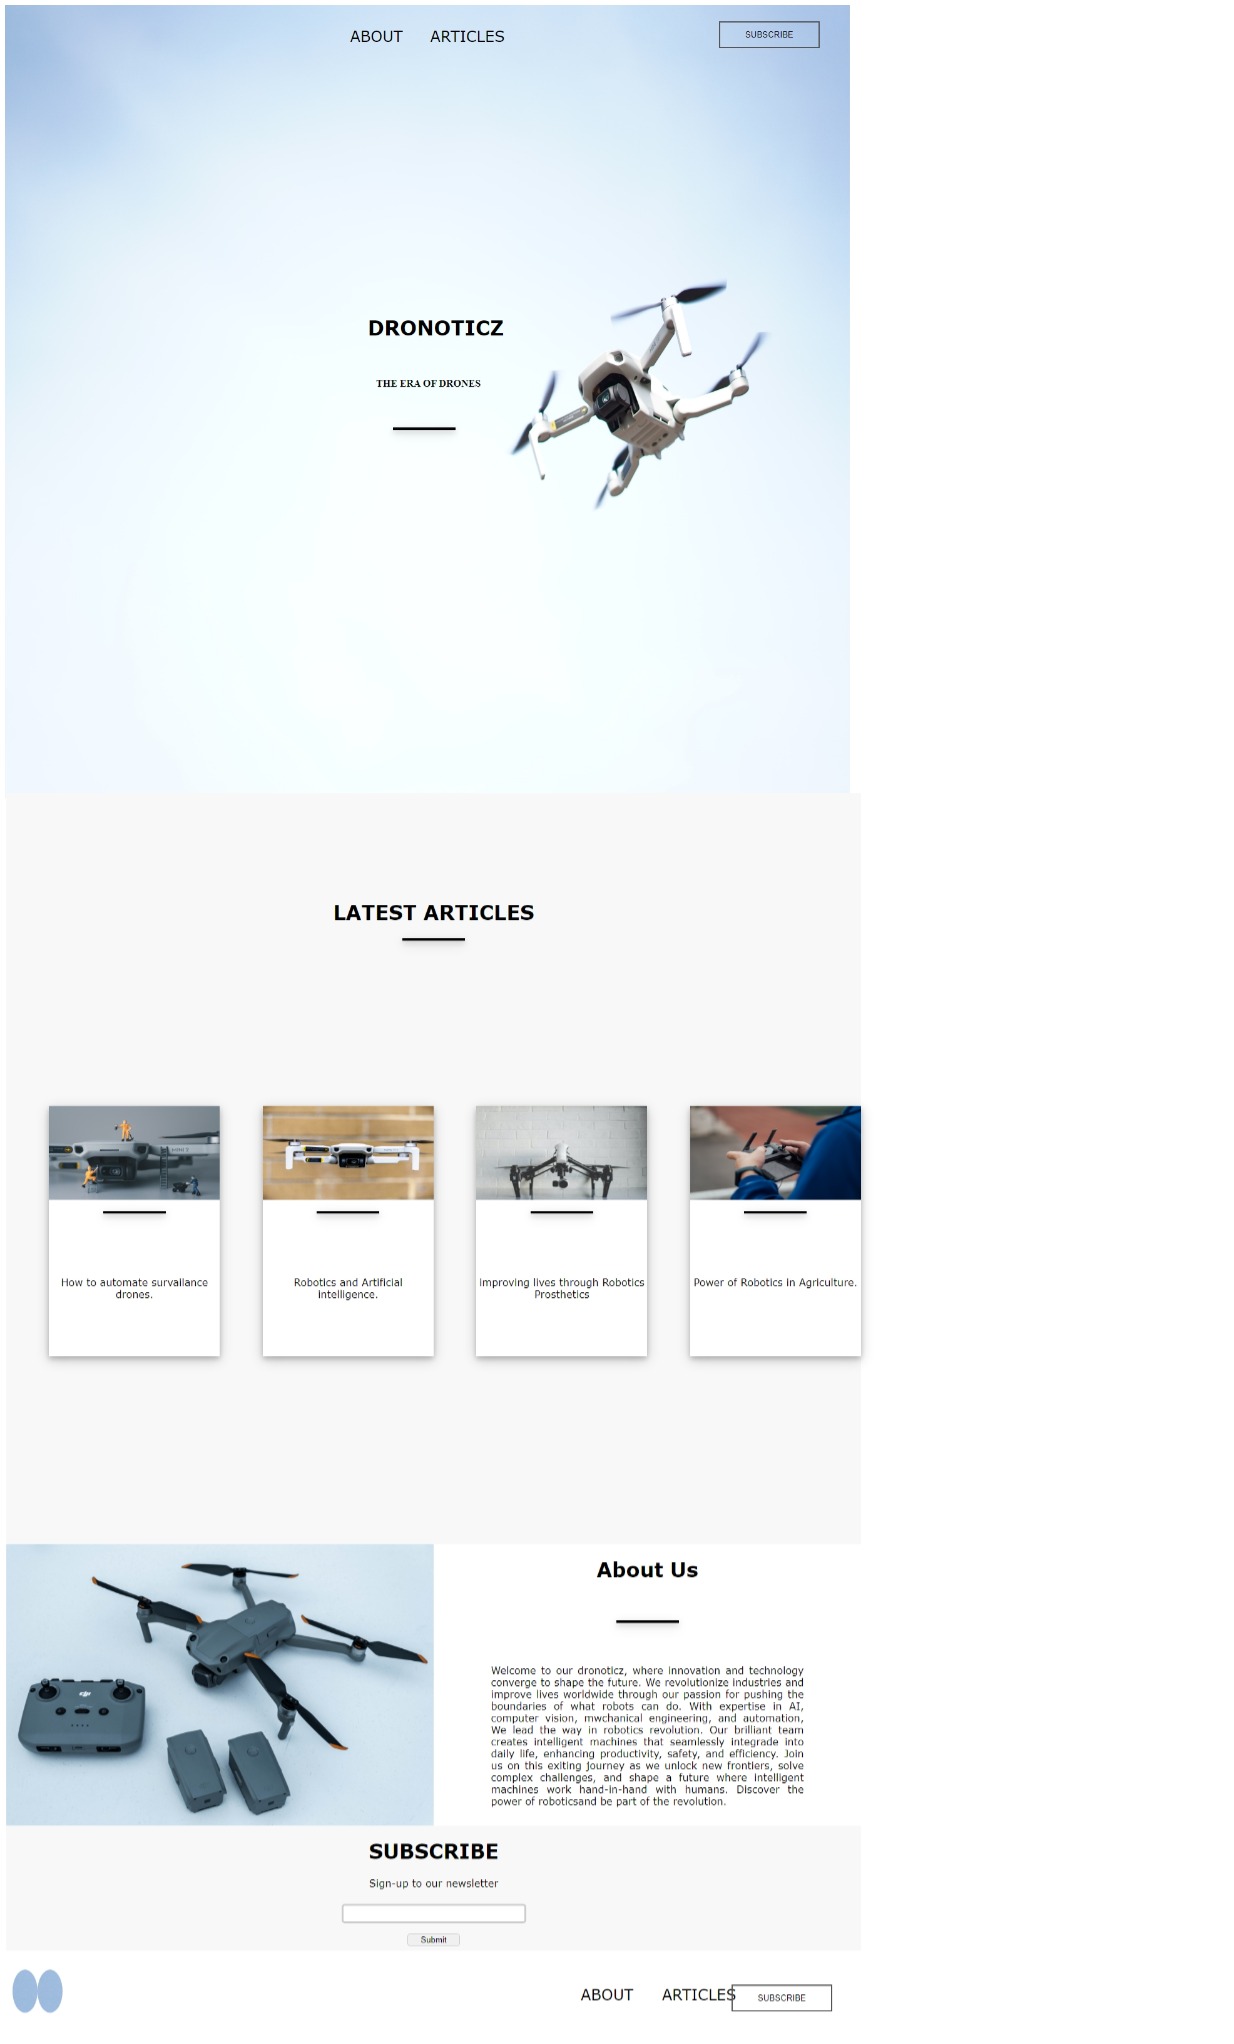 ABOUT ARTICLES SUBSCRIBE
DRONOTICZ
THE ERA OF DRONES
LATEST ARTICLES
How to automate survailance
drones.
Robotics and Artificial
intelligence.
Improving lives through Robotics
Prosthetics
Power of Robotics in Agriculture.
About Us
Welcome to our dronoticz, where innovation and technology
converge to shape the future. We revolutionize industries and
improve lives worldwide through our passion for pushing the
boundaries of what robots can do. With expertise in AI,
computer vision, mwchanical engineering, and automation,
We lead the way in robotics revolution. Our brilliant team
creates intelligent machines that seamlessly integrade into
daily life, enhancing productivity, safety, and efficiency. Join
us on this exiting journey as we unlock new frontiers, solve
complex challenges, and shape a future where intelligent
machines work hand-in-hand with humans. Discover the
power of roboticsand be part of the revolution.
SUBSCRIBE
Sign-up to our newsletter
Submit
ABOUT ARTICLES SUBSCRIBE